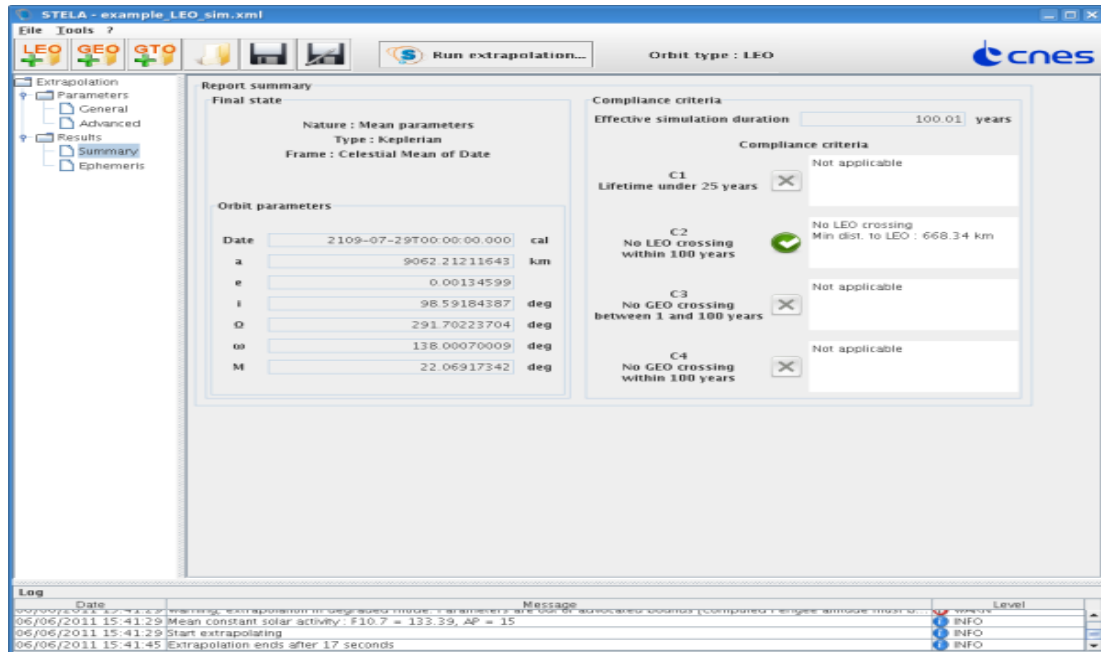 STELA - example_LEO_sim.xml
File Tools ?
LEO GEO GTO Run extrapolation... Orbit type : LEO cnes
Extrapolation
Parameters
General
Advanced
Results
Summary
Ephemeris
Report summary
Final state
Nature : Mean parameters
Type : Keplerian
Frame : Celestial Mean of Date
Orbit parameters
Date 2109-07-29T00:00:00.000 cal
a 9062.21211643 km
e 0.00134599
i 98.59184387 deg
Ω 291.70223704 deg
ω 138.00070009 deg
M 22.06917342 deg
Compliance criteria
Effective simulation duration 100.01 years
Compliance criteria
C1
Lifetime under 25 years
Not applicable
C2
No LEO crossing
within 100 years
No LEO crossing
Min dist. to LEO : 668.34 km
C3
No GEO crossing
between 1 and 100 years
Not applicable
C4
No GEO crossing
within 100 years
Not applicable
Log
Date Message Level
06/06/2011 15:41:29 Mean constant solar activity : F10.7 = 133.39, AP = 15 INFO
06/06/2011 15:41:29 Start extrapolating INFO
06/06/2011 15:41:45 Extrapolation ends after 17 seconds INFO